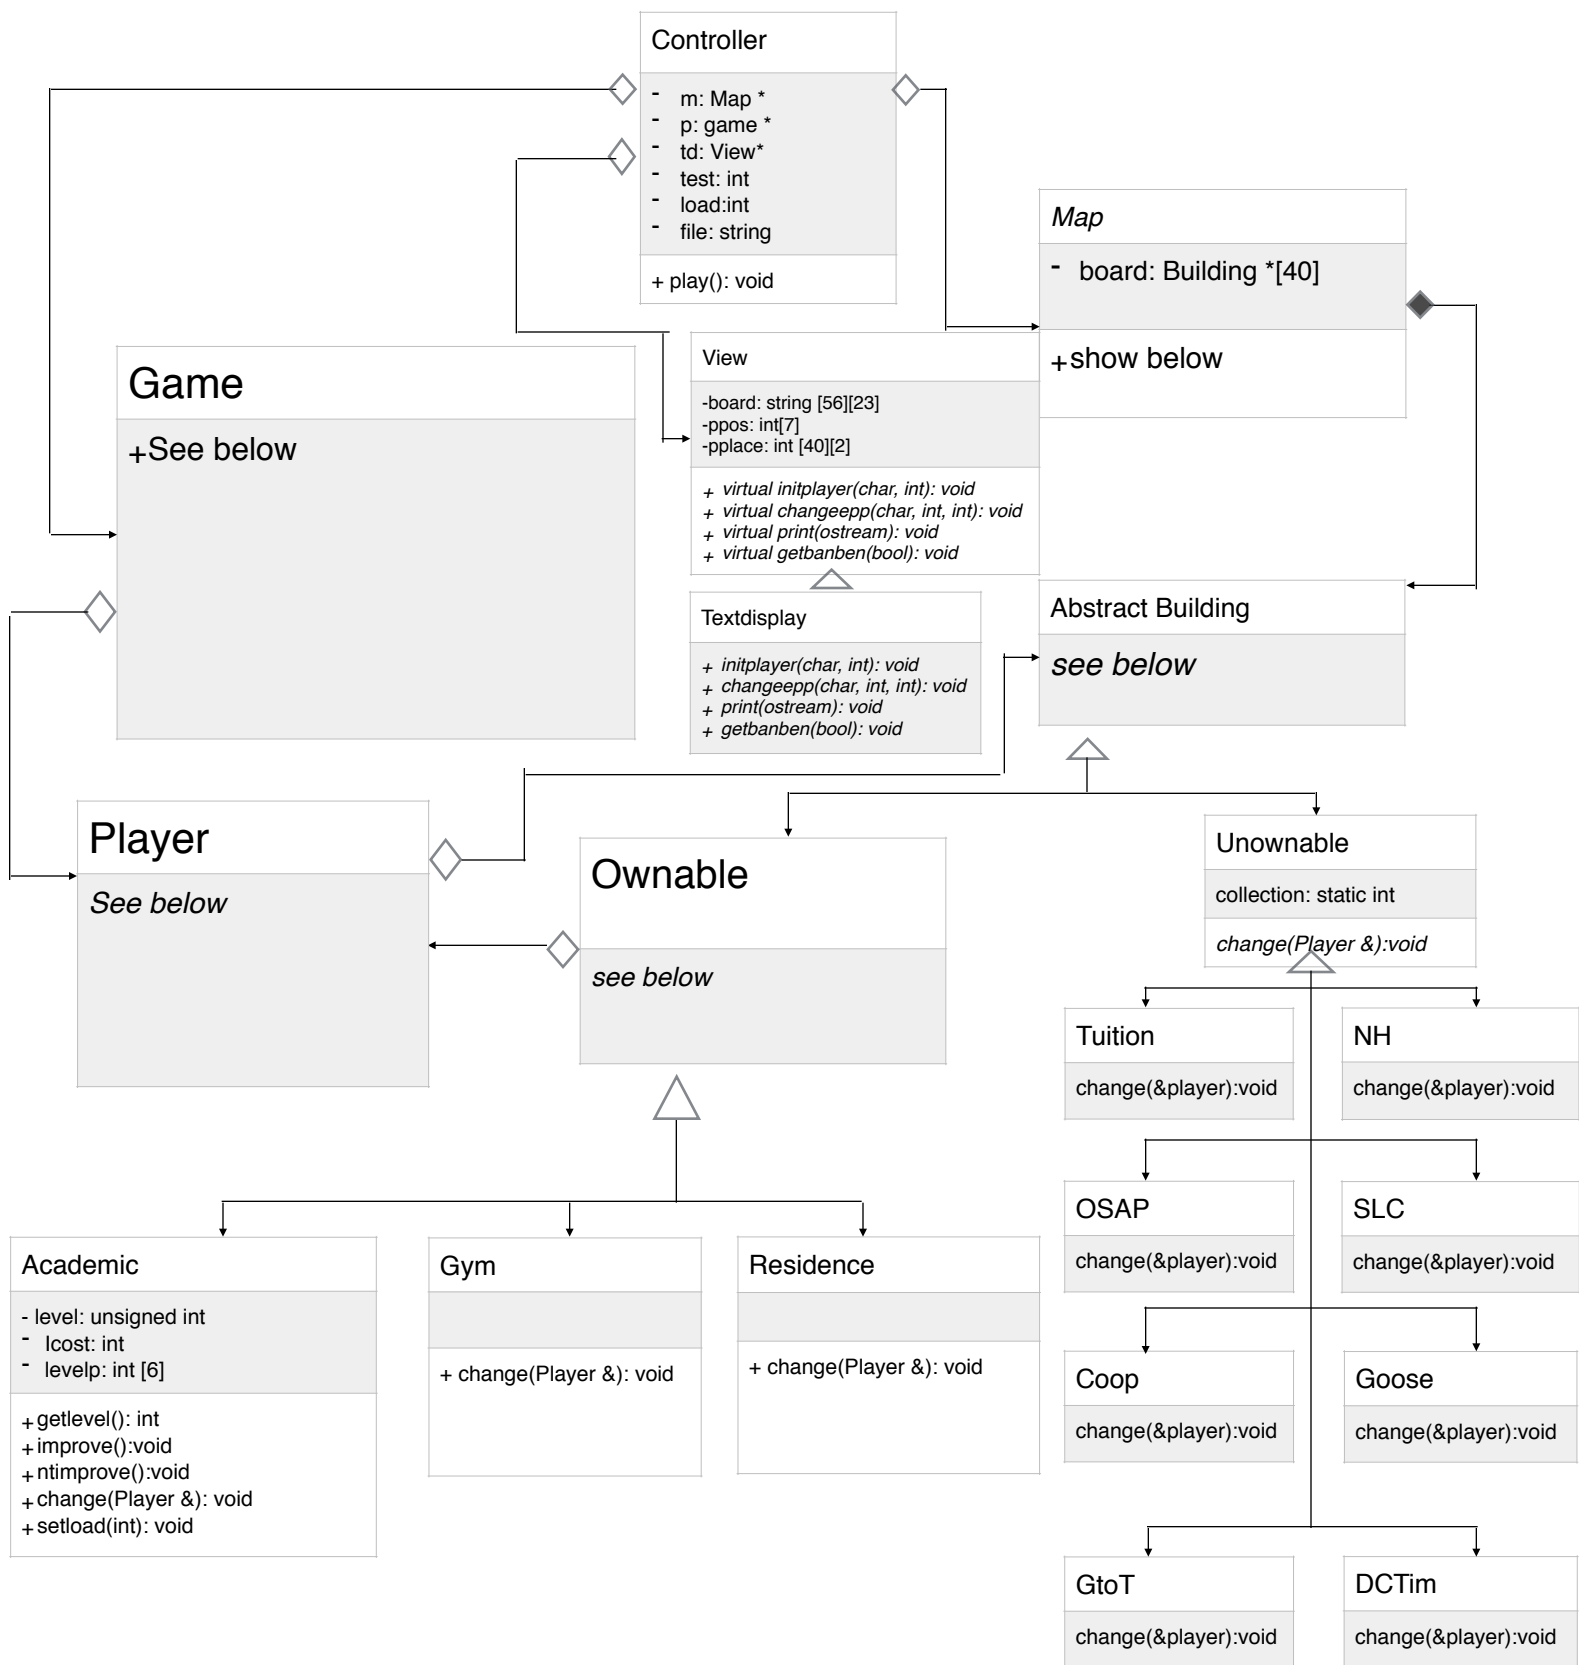 Controller
- m: Map *
- p: game *
- td: View*
- test: int
- load:int
- file: string
+ play(): void
Map
- board: Building *[40]
+show below
Game
+See below
View
-board: string [56][23]
-ppos: int[7]
-pplace: int [40][2]
+ virtual initplayer(char, int): void
+ virtual changeepp(char, int, int): void
+ virtual print(ostream): void
+ virtual getbanben(bool): void
Textdisplay
+ initplayer(char, int): void
+ changeepp(char, int, int): void
+ print(ostream): void
+ getbanben(bool): void
Abstract Building
see below
Player
See below
Ownable
see below
Unownable
collection: static int
change(Player &):void
Tuition
change(&player):void
NH
change(&player):void
OSAP
change(&player):void
SLC
change(&player):void
Academic
- level: unsigned int
- Icost: int
- levelp: int [6]
+getlevel(): int
+improve():void
+ntimprove():void
+change(Player &): void
+setload(int): void
Gym
+ change(Player &): void
Residence
+ change(Player &): void
Coop
change(&player):void
Goose
change(&player):void
GtoT
change(&player):void
DCTim
change(&player):void